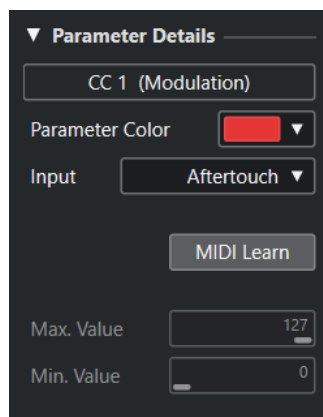 Parameter Details
CC 1 (Modulation)
Parameter Color
Input Aftertouch
MIDI Learn
Max. Value 127
Min. Value 0